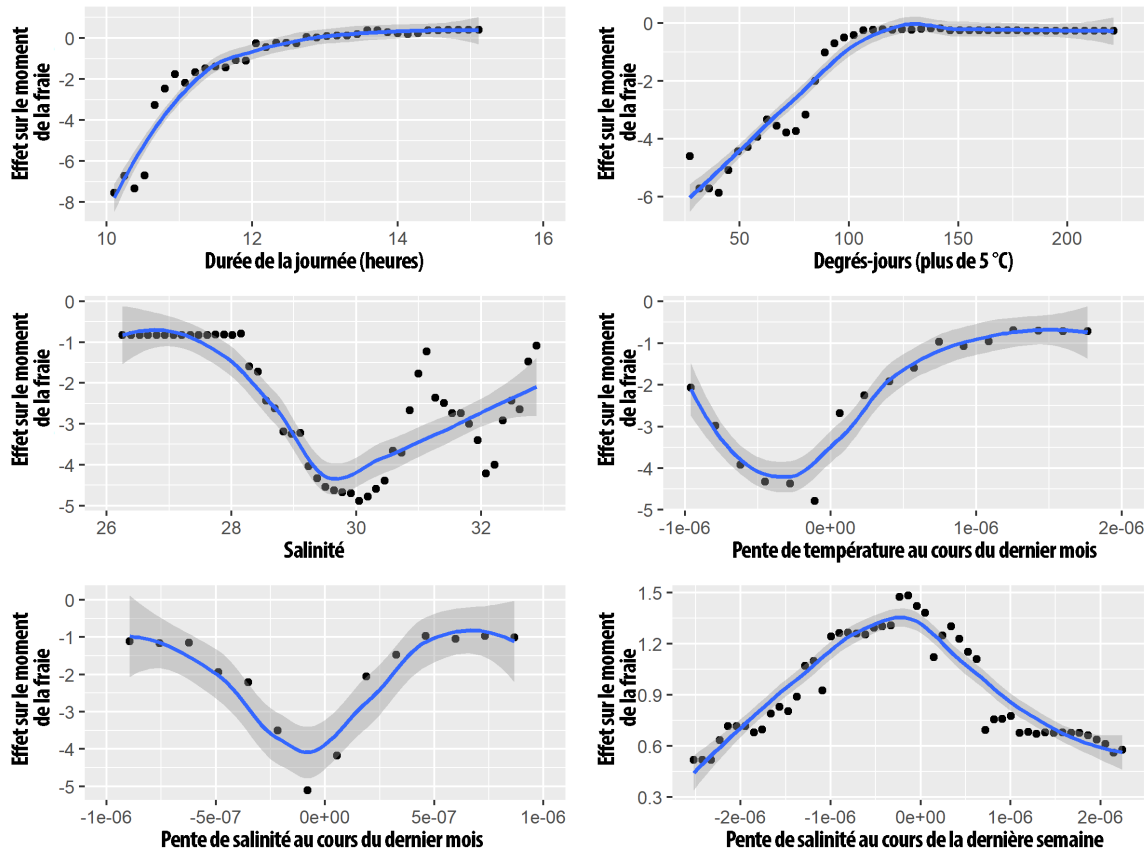 Effet sur le moment
de la fraie
0
-2
-4
-6
-8
10 12 14 16
Durée de la journée (heures)
Effet sur le moment
de la fraie
0
-2
-4
-6
50 100 150 200
Degrés-jours (plus de 5 °C)
Effet sur le moment
de la fraie
0
-1
-2
-3
-4
-5
26 28 30 32
Salinité
Effet sur le moment
de la fraie
0
-1
-2
-3
-4
-5
-1e-06 0e+00 1e-06 2e-06
Pente de température au cours du dernier mois
Effet sur le moment
de la fraie
0
-1
-2
-3
-4
-5
-1e-06 -5e-07 0e+00 5e-07 1e-06
Pente de salinité au cours du dernier mois
Effet sur le moment
de la fraie
1.5
1.2
0.9
0.6
0.3
-2e-06 -1e-06 0e+00 1e-06 2e-06
Pente de salinité au cours de la dernière semaine